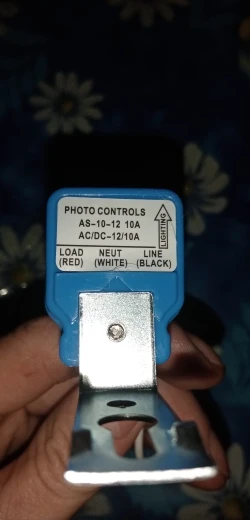 PHOTO CONTROLS
AS-10-12 10A
AC/DC-12/10A
LIGHTING
LOAD NEUT LINE
(RED) (WHITE) (BLACK)